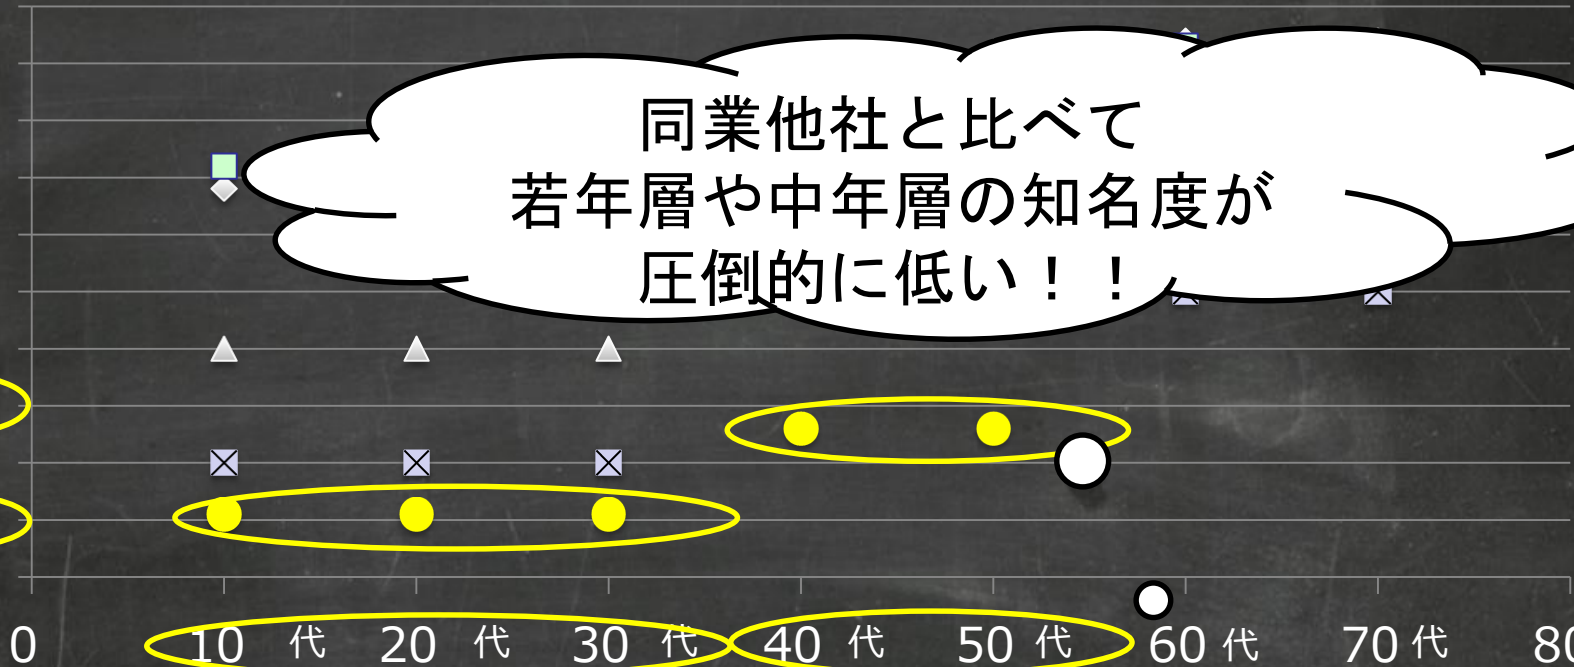 同業他社と比べて
若年層や中年層の知名度が
圧倒的に低い！！
0 10 代 20 代 30 代 40 代 50 代 60 代 70 代 80